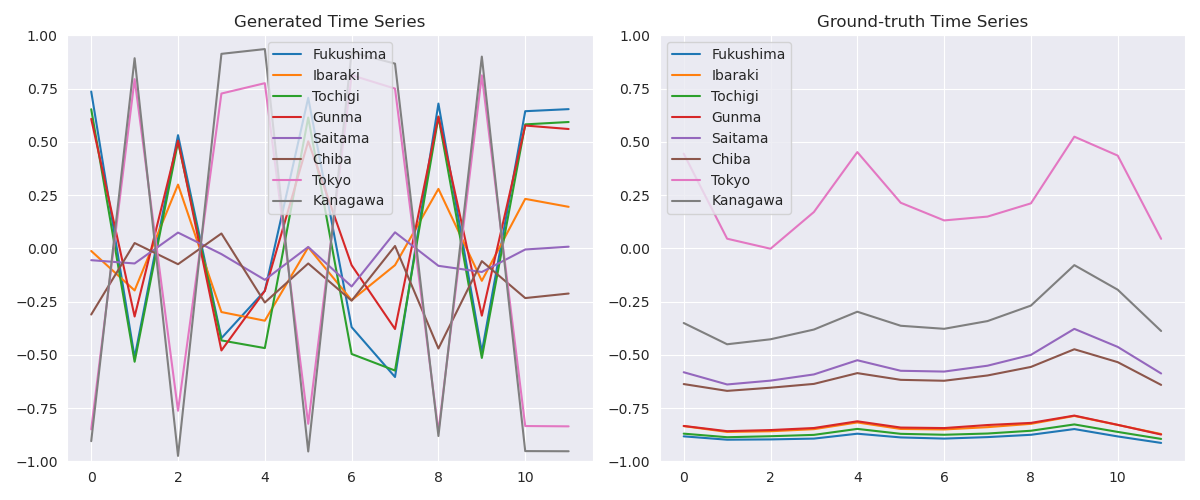 Generated Time Series
1.00
0.75
0.50
0.25
0.00
−0.25
−0.50
−0.75
−1.00
0 2 4 6 8 10
Fukushima
Ibaraki
Tochigi
Gunma
Saitama
Chiba
Tokyo
Kanagawa
Ground-truth Time Series
1.00
0.75
0.50
0.25
0.00
−0.25
−0.50
−0.75
−1.00
0 2 4 6 8 10
Fukushima
Ibaraki
Tochigi
Gunma
Saitama
Chiba
Tokyo
Kanagawa